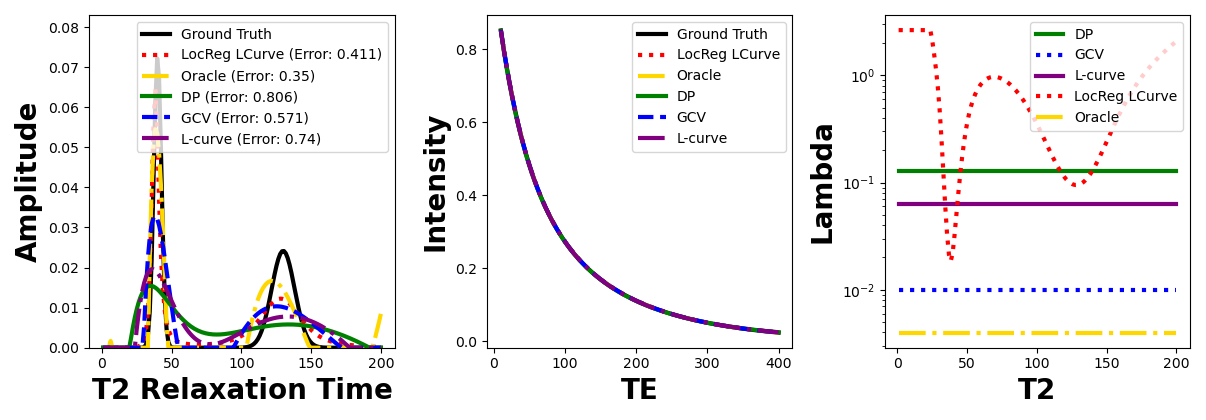 Amplitude
0.08
0.07
0.06
0.05
0.04
0.03
0.02
0.01
0.00
0
50
100
150
200
T2 Relaxation Time
Ground Truth
LocReg LCurve (Error: 0.411)
Oracle (Error: 0.35)
DP (Error: 0.806)
GCV (Error: 0.571)
L-curve (Error: 0.74)
Intensity
0.8
0.6
0.4
0.2
0.0
0
100
200
300
400
TE
Ground Truth
LocReg LCurve
Oracle
DP
GCV
L-curve
Lambda
10⁰
10⁻¹
10⁻²
0
50
100
150
200
T2
DP
GCV
L-curve
LocReg LCurve
Oracle